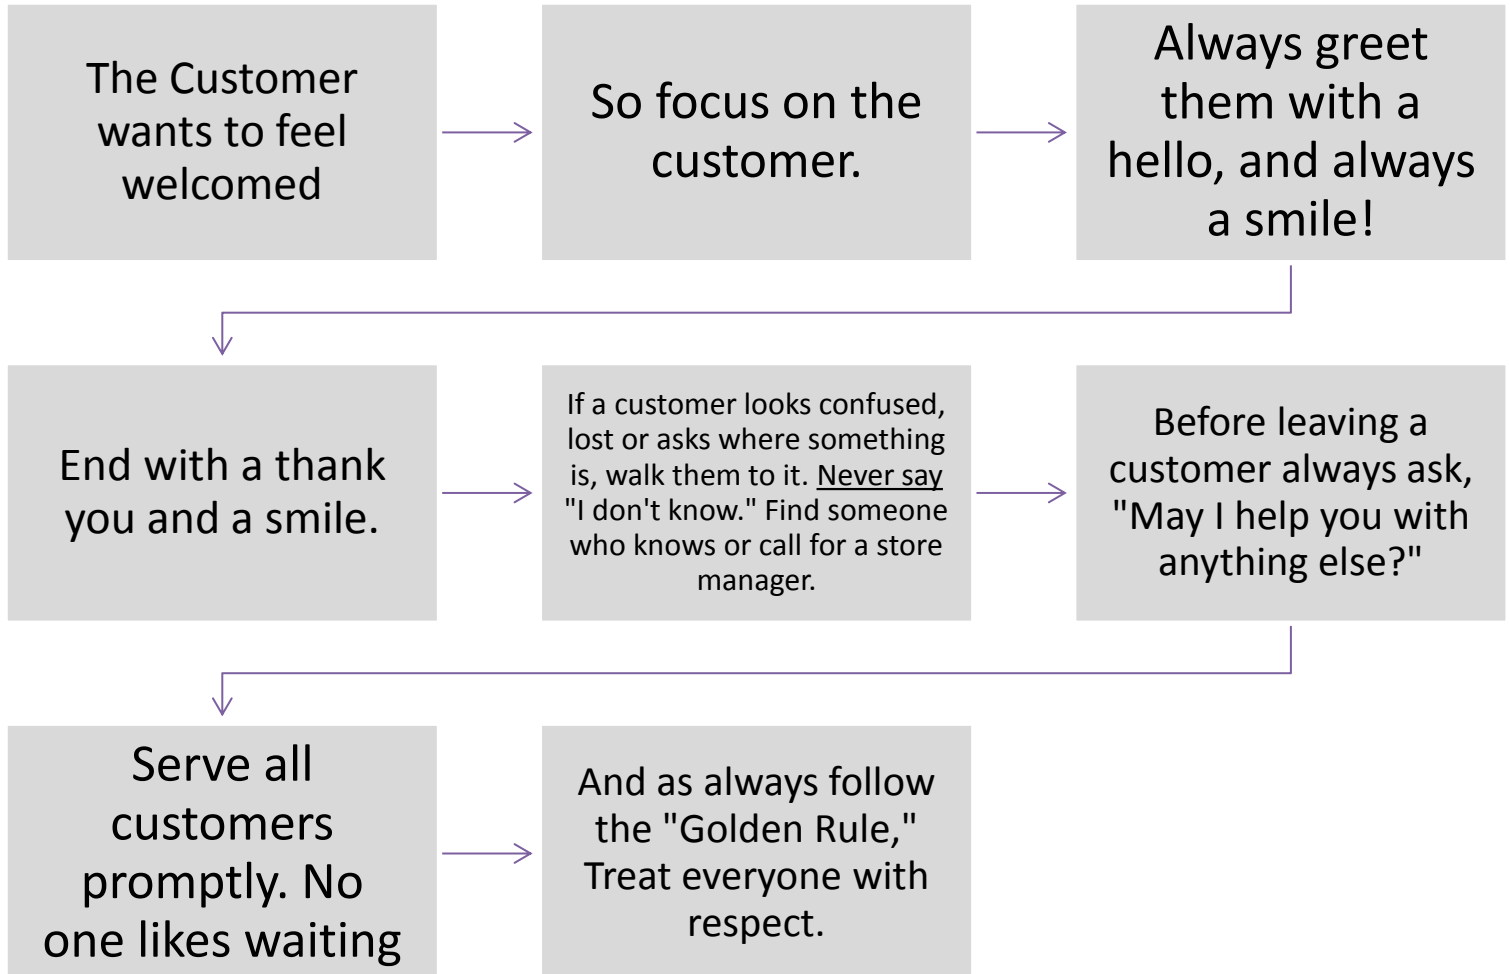 The Customer
wants to feel
welcomed
So focus on the
customer.
Always greet
them with a
hello, and always
a smile!
End with a thank
you and a smile.
If a customer looks confused,
lost or asks where something
is, walk them to it. Never say
"I don't know." Find someone
who knows or call for a store
manager.
Before leaving a
customer always ask,
"May I help you with
anything else?"
Serve all
customers
promptly. No
one likes waiting
And as always follow
the "Golden Rule,"
Treat everyone with
respect.